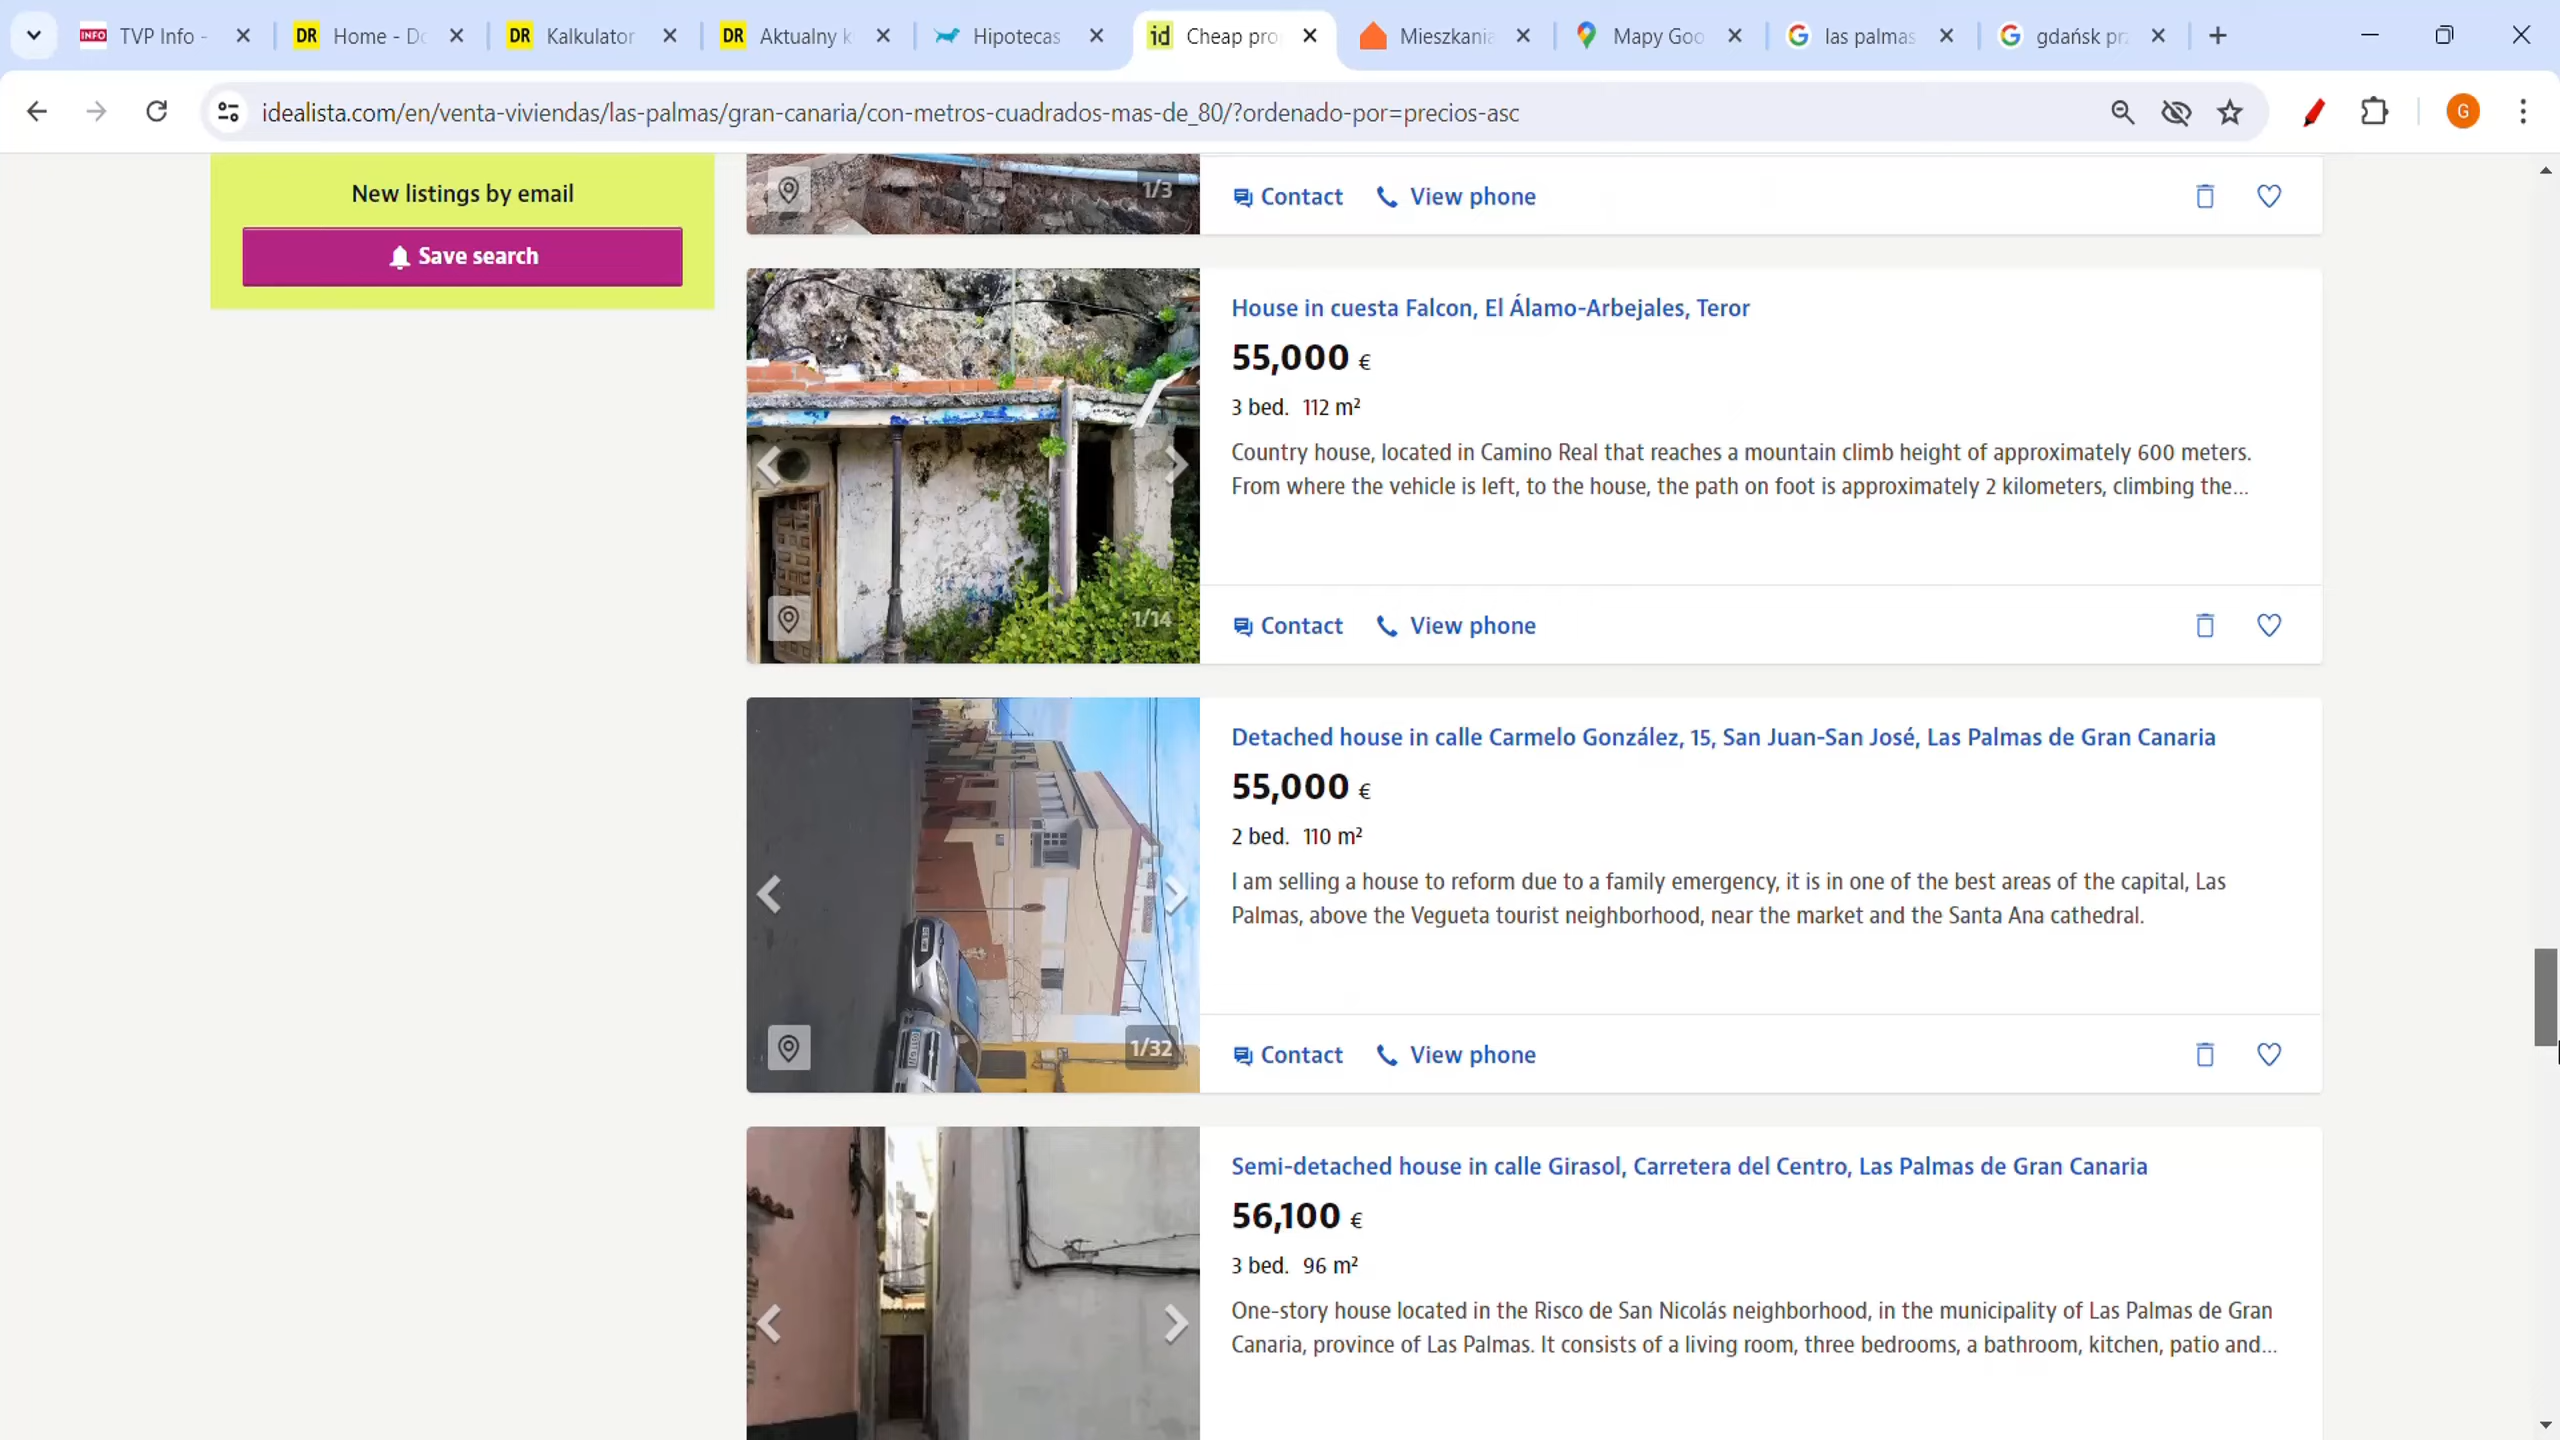 INFO TVP Info -
DR Home - Do
DR Kalkulator
DR Aktualny k
Hipotecas
id Cheap pro
Mieszkania
Mapy Goo
las palmas
gdańsk prz
idealista.com/en/venta-viviendas/las-palmas/gran-canaria/con-metros-cuadrados-mas-de_80/?ordenado-por=precios-asc
G
New listings by email
Save search
1/3
Contact
View phone
House in cuesta Falcon, El Álamo-Arbejales, Teror
55,000 €
3 bed. 112 m²
Country house, located in Camino Real that reaches a mountain climb height of approximately 600 meters.
From where the vehicle is left, to the house, the path on foot is approximately 2 kilometers, climbing the...
1/14
Contact
View phone
Detached house in calle Carmelo González, 15, San Juan-San José, Las Palmas de Gran Canaria
55,000 €
2 bed. 110 m²
I am selling a house to reform due to a family emergency, it is in one of the best areas of the capital, Las
Palmas, above the Vegueta tourist neighborhood, near the market and the Santa Ana cathedral.
1/32
Contact
View phone
Semi-detached house in calle Girasol, Carretera del Centro, Las Palmas de Gran Canaria
56,100 €
3 bed. 96 m²
One-story house located in the Risco de San Nicolás neighborhood, in the municipality of Las Palmas de Gran
Canaria, province of Las Palmas. It consists of a living room, three bedrooms, a bathroom, kitchen, patio and...